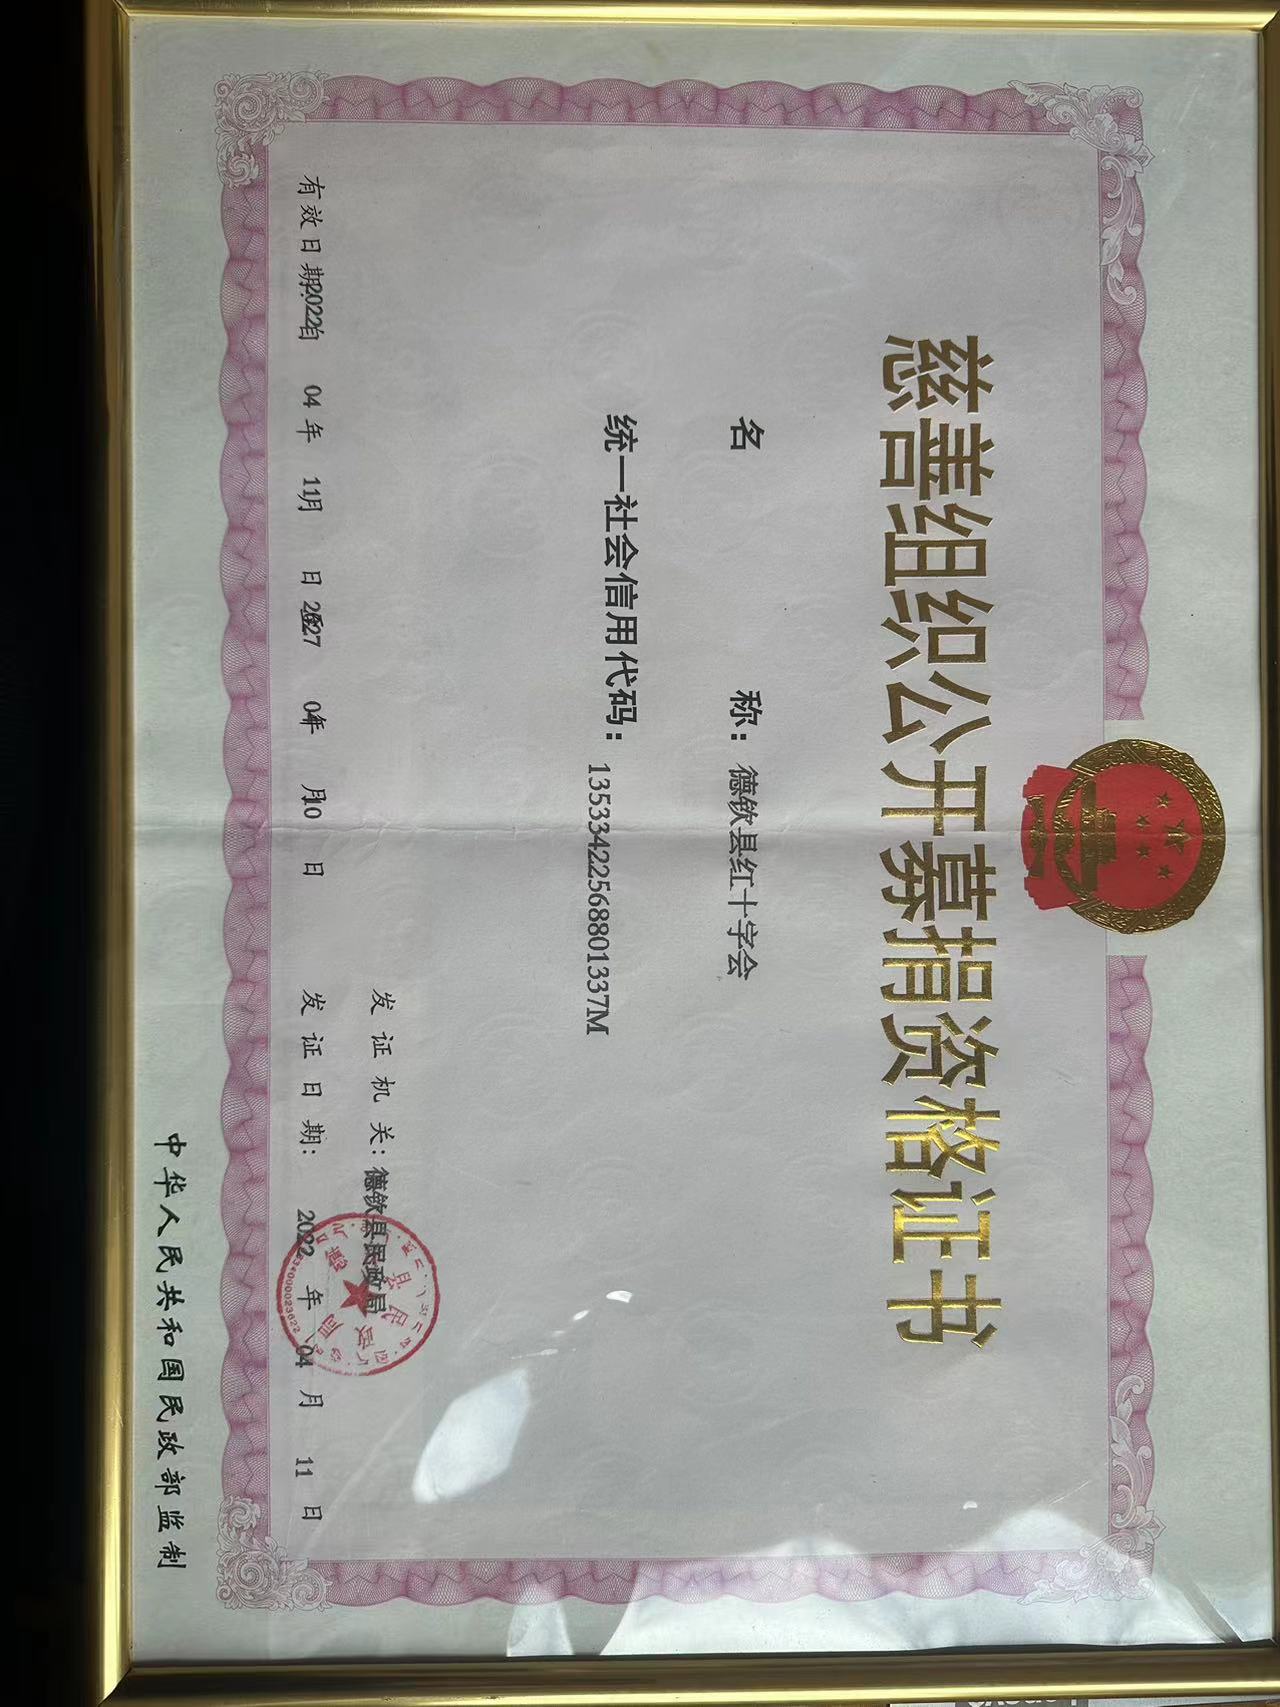 慈善组织公开募捐资格证书
名 称：德钦县红十字会
统一社会信用代码：13533422568801337M
发证机关：德钦县民政局
有效日期：自2022年04月11日至2027年04月10日
发证日期：2022年04月11日
中华人民共和国民政部监制